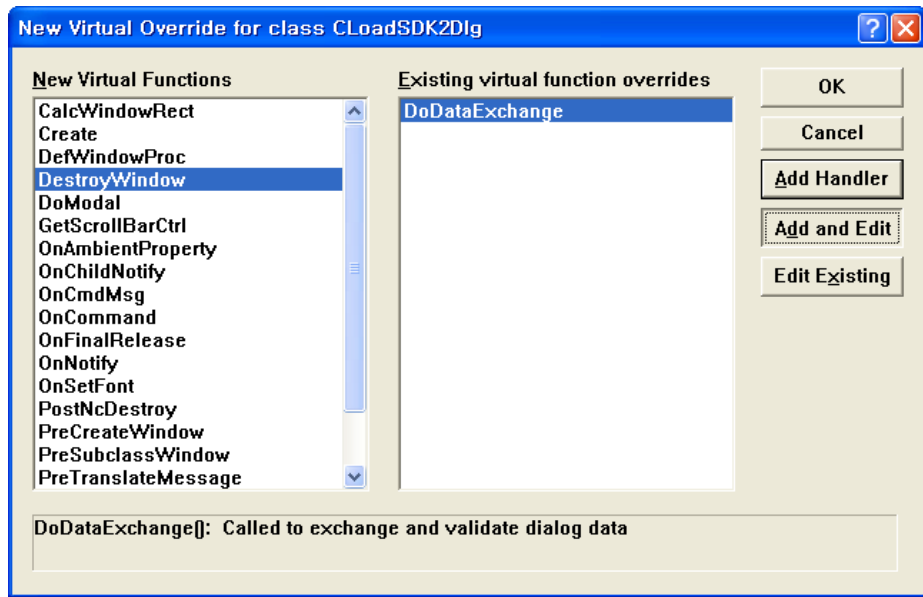 New Virtual Override for class CLoadSDK2Dlg
New Virtual Functions
CalcWindowRect
Create
DefWindowProc
DestroyWindow
DoModal
GetScrollBarCtrl
OnAmbientProperty
OnChildNotify
OnCmdMsg
OnCommand
OnFinalRelease
OnNotify
OnSetFont
PostNcDestroy
PreCreateWindow
PreSubclassWindow
PreTranslateMessage
Existing virtual function overrides
DoDataExchange
OK
Cancel
Add Handler
Add and Edit
Edit Existing
DoDataExchange(): Called to exchange and validate dialog data